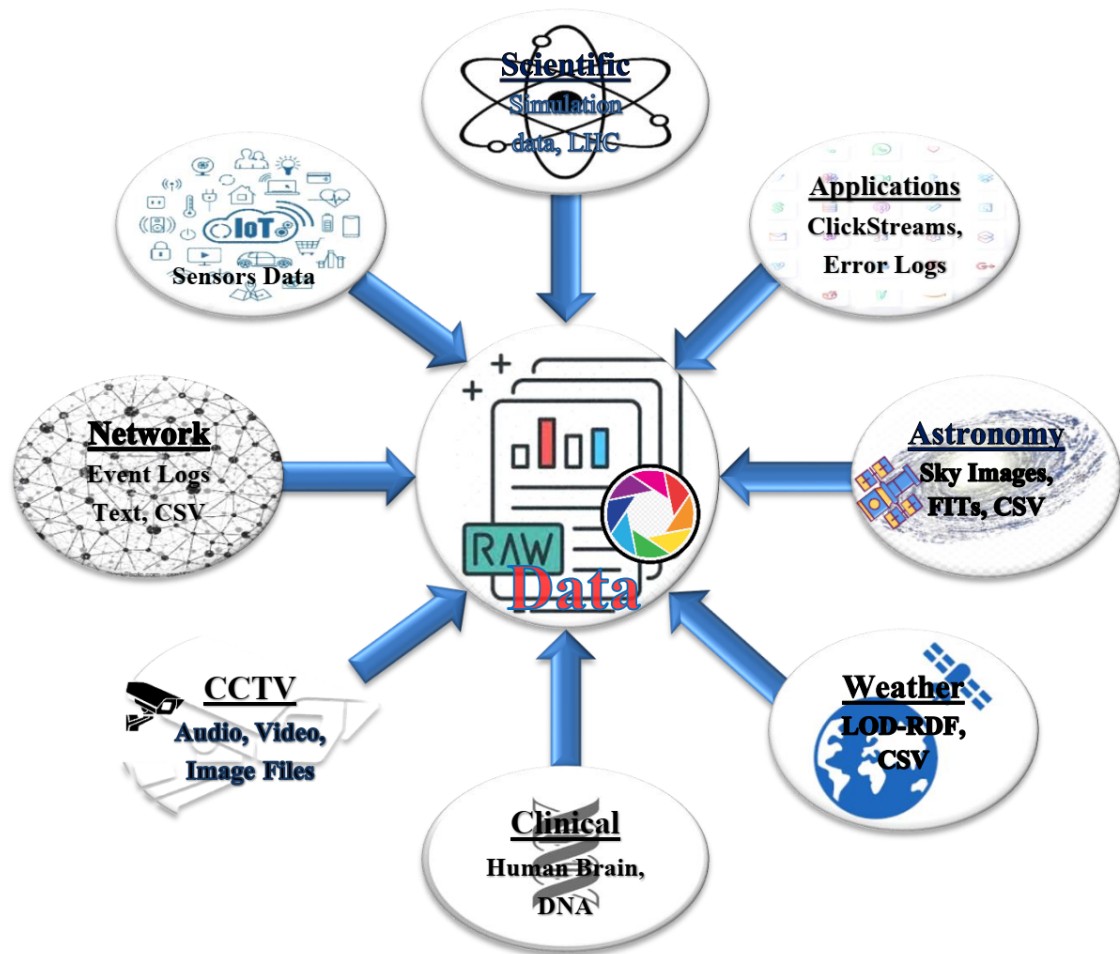 Scientific
Simulation
data, LHC
IoT
Sensors Data
Applications
ClickStreams,
Error Logs
Network
Event Logs
Text, CSV
RAW
Data
Astronomy
Sky Images,
FITs, CSV
CCTV
Audio, Video,
Image Files
Weather
LOD-RDF,
CSV
Clinical
Human Brain,
DNA